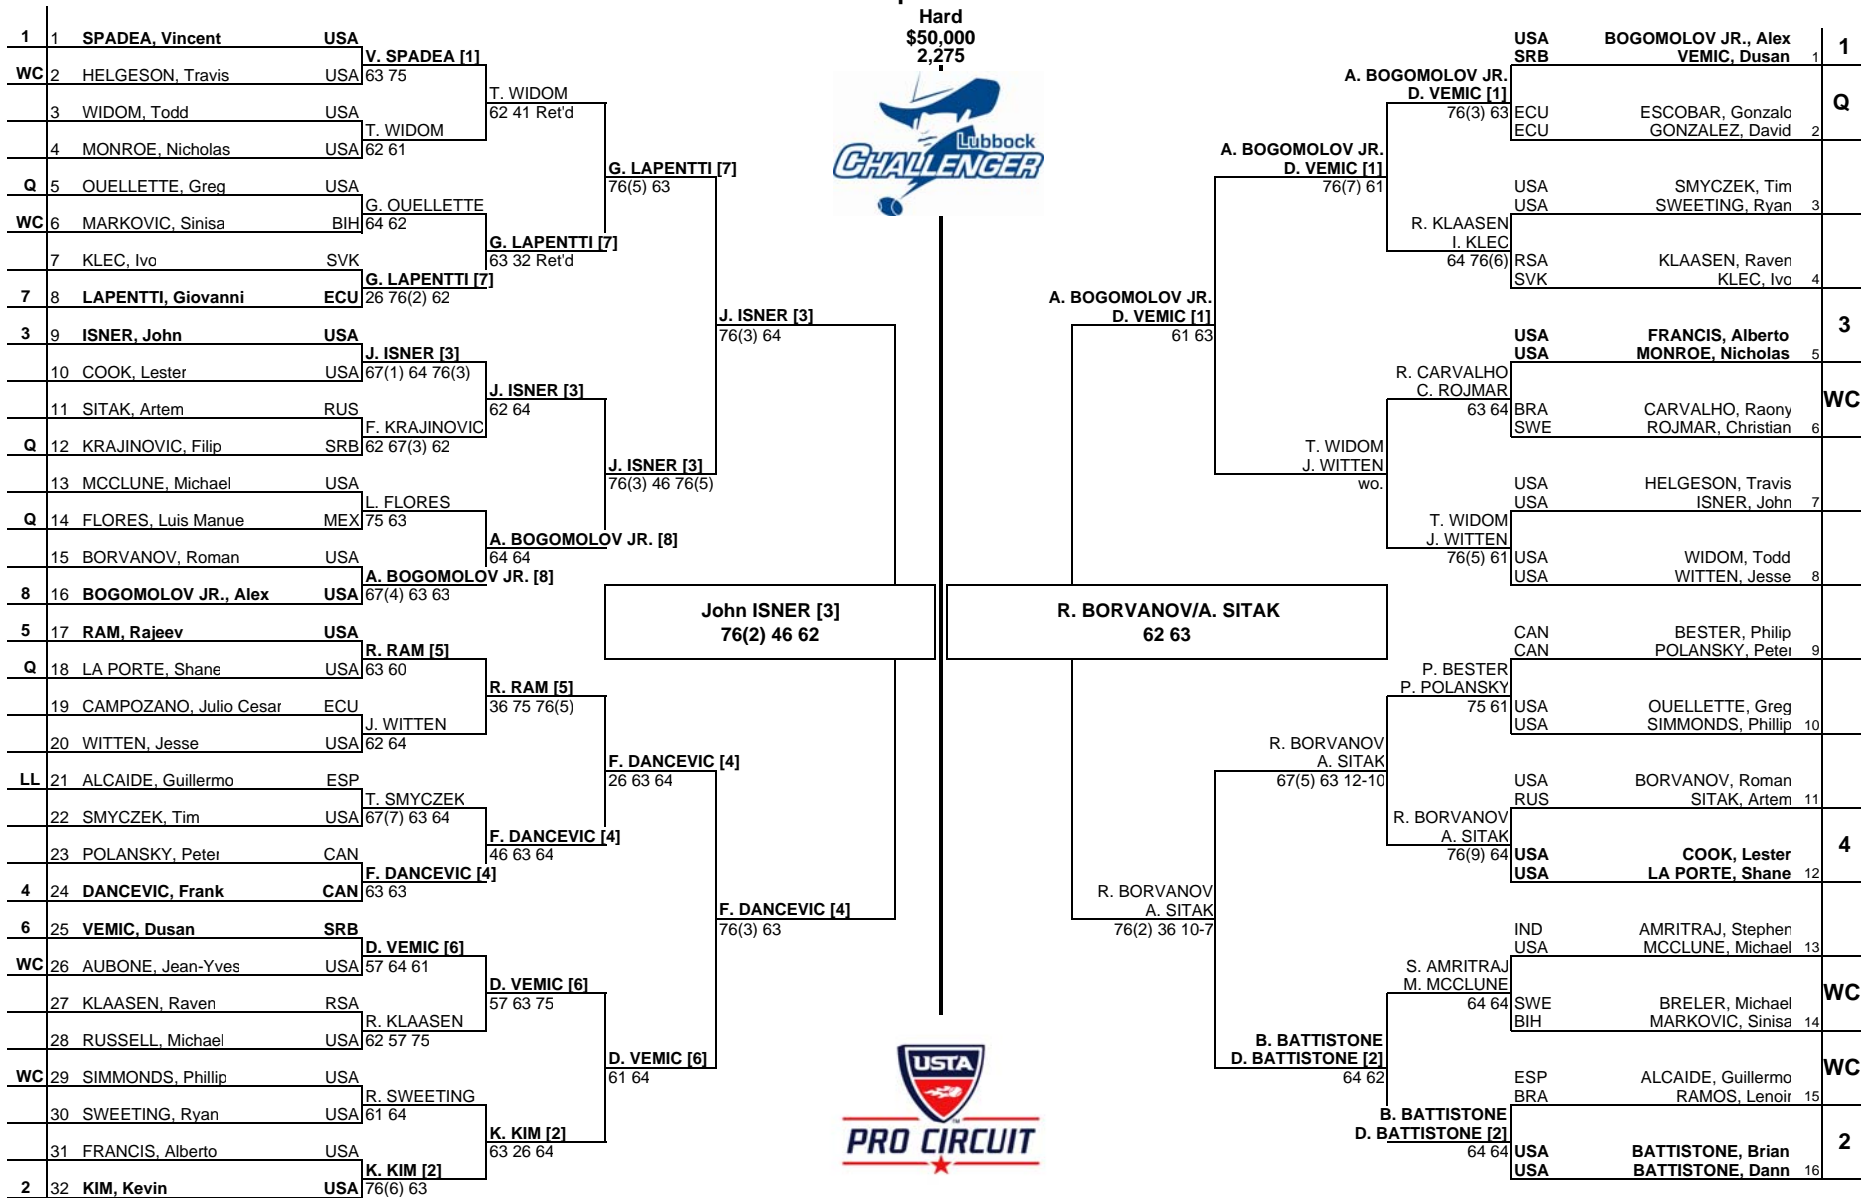 Hard
$50,000
2,275
Lubbock
CHALLENGER
1 1 SPADEA, Vincent USA
V. SPADEA [1]
WC 2 HELGESON, Travis USA 63 75
T. WIDOM
3 WIDOM, Todd USA 62 41 Ret'd
T. WIDOM
4 MONROE, Nicholas USA 62 61
G. LAPENTTI [7]
Q 5 OUELLETTE, Greg USA 76(5) 63
G. OUELLETTE
WC 6 MARKOVIC, Sinisa BIH 64 62
G. LAPENTTI [7]
7 KLEC, Ivo SVK 63 32 Ret'd
G. LAPENTTI [7]
7 8 LAPENTTI, Giovanni ECU 26 76(2) 62
J. ISNER [3]
3 9 ISNER, John USA 76(3) 64
J. ISNER [3]
10 COOK, Lester USA 67(1) 64 76(3)
J. ISNER [3]
11 SITAK, Artem RUS 62 64
F. KRAJINOVIC
Q 12 KRAJINOVIC, Filip SRB 62 67(3) 62
J. ISNER [3]
13 MCCLUNE, Michael USA 76(3) 46 76(5)
L. FLORES
Q 14 FLORES, Luis Manue MEX 75 63
A. BOGOMOLOV JR. [8]
15 BORVANOV, Roman USA 64 64
A. BOGOMOLOV JR. [8]
8 16 BOGOMOLOV JR., Alex USA 67(4) 63 63
John ISNER [3]
76(2) 46 62
5 17 RAM, Rajeev USA
R. RAM [5]
Q 18 LA PORTE, Shane USA 63 60
R. RAM [5]
19 CAMPOZANO, Julio Cesar ECU 36 75 76(5)
J. WITTEN
20 WITTEN, Jesse USA 62 64
F. DANCEVIC [4]
LL 21 ALCAIDE, Guillermo ESP 26 63 64
T. SMYCZEK
22 SMYCZEK, Tim USA 67(7) 63 64
F. DANCEVIC [4]
23 POLANSKY, Peter CAN 46 63 64
F. DANCEVIC [4]
4 24 DANCEVIC, Frank CAN 63 63
F. DANCEVIC [4]
6 25 VEMIC, Dusan SRB 76(3) 63
D. VEMIC [6]
WC 26 AUBONE, Jean-Yves USA 57 64 61
D. VEMIC [6]
27 KLAASEN, Raven RSA 57 63 75
R. KLAASEN
28 RUSSELL, Michael USA 62 57 75
D. VEMIC [6]
WC 29 SIMMONDS, Phillip USA 61 64
R. SWEETING
30 SWEETING, Ryan USA 61 64
K. KIM [2]
31 FRANCIS, Alberto USA 63 26 64
K. KIM [2]
2 32 KIM, Kevin USA 76(6) 63
USA BOGOMOLOV JR., Alex 1
SRB VEMIC, Dusan 1
A. BOGOMOLOV JR.
D. VEMIC [1]
Q
76(3) 63 ECU ESCOBAR, Gonzalo
ECU GONZALEZ, David 2
A. BOGOMOLOV JR.
D. VEMIC [1]
76(7) 61
USA SMYCZEK, Tim
USA SWEETING, Ryan 3
R. KLAASEN
I. KLEC
64 76(6) RSA KLAASEN, Raven
SVK KLEC, Ivo 4
A. BOGOMOLOV JR.
D. VEMIC [1]
61 63
3
USA FRANCIS, Alberto
USA MONROE, Nicholas 5
R. CARVALHO
C. ROJMAR
WC
63 64 BRA CARVALHO, Raony
SWE ROJMAR, Christian 6
T. WIDOM
J. WITTEN
wo.
USA HELGESON, Travis
USA ISNER, John 7
T. WIDOM
J. WITTEN
76(5) 61 USA WIDOM, Todd
USA WITTEN, Jesse 8
R. BORVANOV/A. SITAK
62 63
CAN BESTER, Philip
CAN POLANSKY, Peter 9
P. BESTER
P. POLANSKY
75 61 USA OUELLETTE, Greg
USA SIMMONDS, Phillip 10
R. BORVANOV
A. SITAK
67(5) 63 12-10
USA BORVANOV, Roman
RUS SITAK, Artem 11
R. BORVANOV
A. SITAK
4
76(9) 64 USA COOK, Lester
USA LA PORTE, Shane 12
R. BORVANOV
A. SITAK
76(2) 36 10-7
IND AMRITRAJ, Stephen
USA MCCLUNE, Michael 13
S. AMRITRAJ
M. MCCLUNE
WC
64 64 SWE BRELER, Michael
BIH MARKOVIC, Sinisa 14
B. BATTISTONE
D. BATTISTONE [2]
64 62
WC
ESP ALCAIDE, Guillermo
BRA RAMOS, Lenoir 15
B. BATTISTONE
D. BATTISTONE [2]
2
64 64 USA BATTISTONE, Brian
USA BATTISTONE, Dann 16
USTA
PRO CIRCUIT